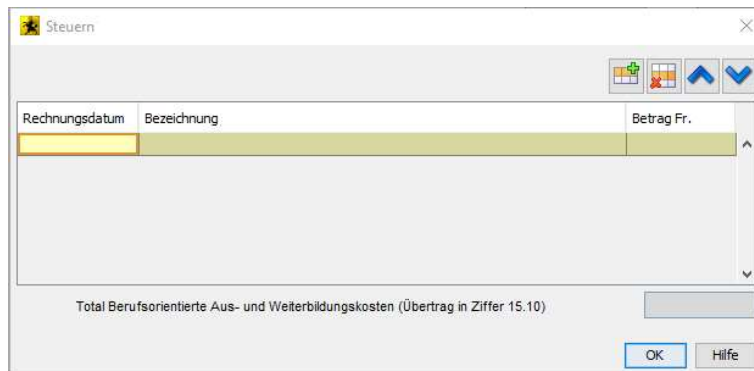 Steuern
Rechnungsdatum Bezeichnung Betrag Fr.
Total Berufsorientierte Aus- und Weiterbildungskosten (Übertrag in Ziffer 15.10)
OK Hilfe